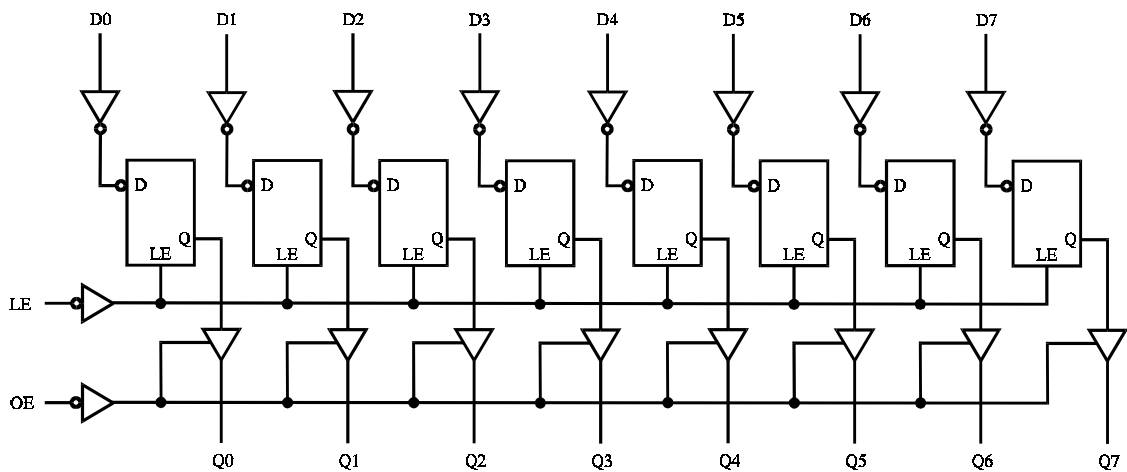 D0 D1 D2 D3 D4 D5 D6 D7
D D D D D D D D
Q Q Q Q Q Q Q Q
LE LE LE LE LE LE LE LE
LE
OE
Q0 Q1 Q2 Q3 Q4 Q5 Q6 Q7